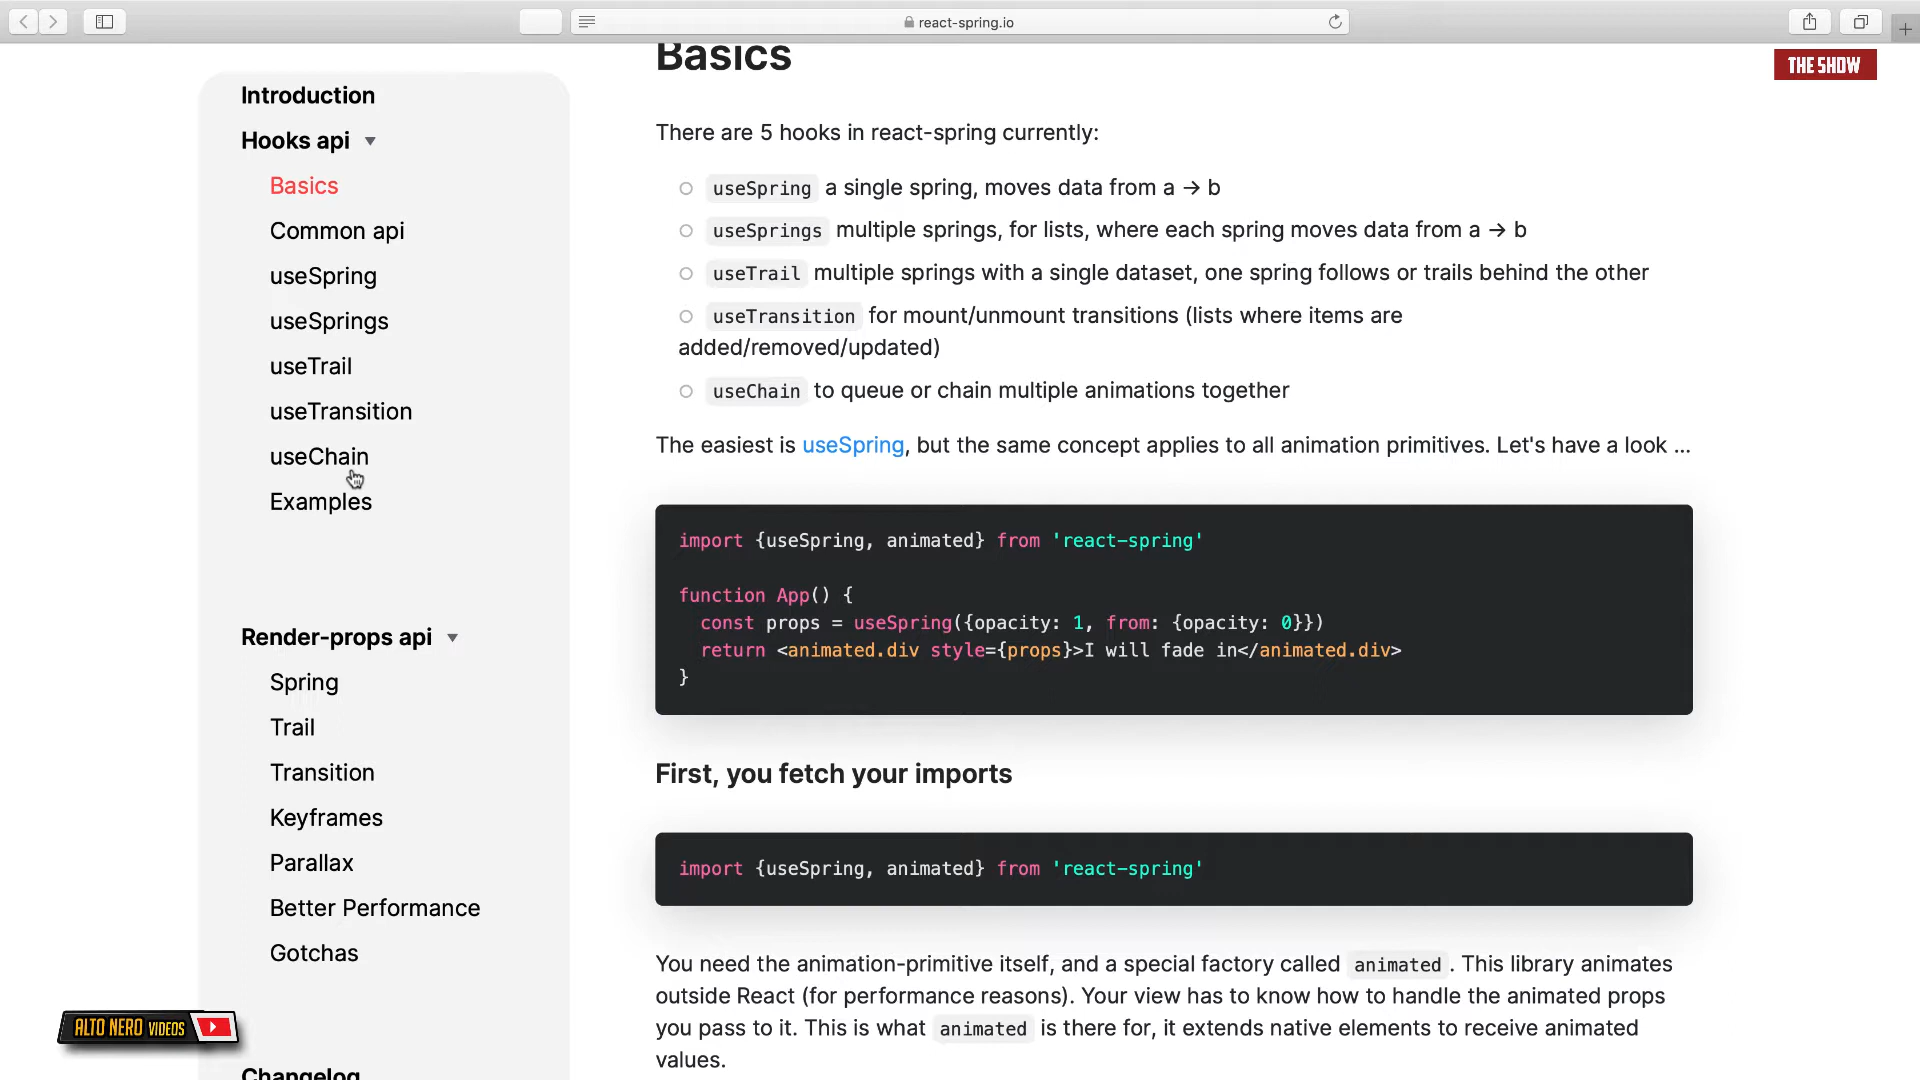 react-spring.io
THE SHOW
Introduction
Hooks api
Basics
Common api
useSpring
useSprings
useTrail
useTransition
useChain
Examples
Render-props api
Spring
Trail
Transition
Keyframes
Parallax
Better Performance
Gotchas
Changelog
Basics
There are 5 hooks in react-spring currently:
useSpring a single spring, moves data from a → b
useSprings multiple springs, for lists, where each spring moves data from a → b
useTrail multiple springs with a single dataset, one spring follows or trails behind the other
useTransition for mount/unmount transitions (lists where items are
added/removed/updated)
useChain to queue or chain multiple animations together
The easiest is useSpring, but the same concept applies to all animation primitives. Let's have a look ...
import {useSpring, animated} from 'react-spring'
function App() {
  const props = useSpring({opacity: 1, from: {opacity: 0}})
  return <animated.div style={props}>I will fade in</animated.div>
}
First, you fetch your imports
import {useSpring, animated} from 'react-spring'
You need the animation-primitive itself, and a special factory called animated. This library animates
outside React (for performance reasons). Your view has to know how to handle the animated props
you pass to it. This is what animated is there for, it extends native elements to receive animated
values.
ALTO NERO VIDEOS